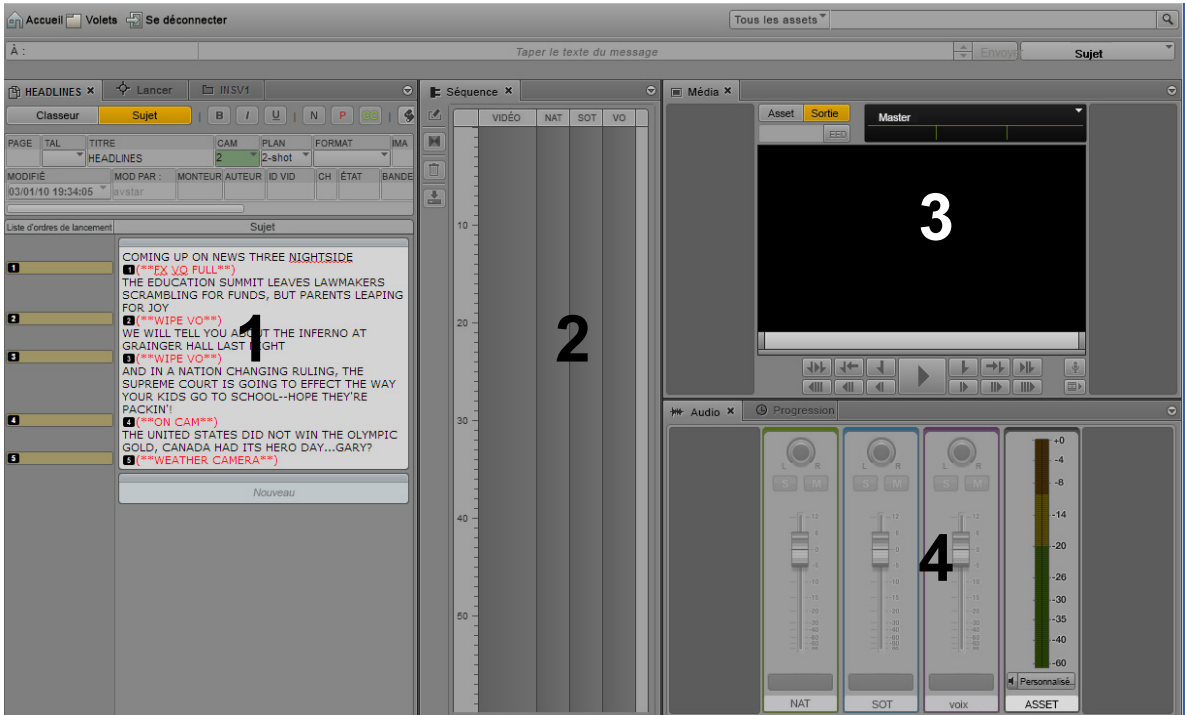 Accueil Volets Se déconnecter Tous les assets
À : Taper le texte du message Envoyer Sujet
HEADLINES × Lancer INSV1
Classeur Sujet B I U N P
PAGE TAL TITRE CAM PLAN FORMAT IMA
HEADLINES 2 2-shot
MODIFIÉ MOD PAR : MONTEUR AUTEUR ID VID CH ÉTAT BANDE
03/01/10 19:34:05 avstar
Liste d'ordres de lancement Sujet
COMING UP ON NEWS THREE NIGHTSIDE
1 1(**FX VO FULL**)
THE EDUCATION SUMMIT LEAVES LAWMAKERS
SCRAMBLING FOR FUNDS, BUT PARENTS LEAPING
FOR JOY
2 2(**WIPE VO**)
WE WILL TELL YOU ABOUT THE INFERNO AT
GRAINGER HALL LAST NIGHT
3 3(**WIPE VO**)
AND IN A NATION CHANGING RULING, THE
SUPREME COURT IS GOING TO EFFECT THE WAY
YOUR KIDS GO TO SCHOOL--HOPE THEY'RE
PACKIN'!
4 4(**ON CAM**)
THE UNITED STATES DID NOT WIN THE OLYMPIC
GOLD, CANADA HAD ITS HERO DAY...GARY?
5 5(**WEATHER CAMERA**)
Nouveau
1
Séquence ×
VIDÉO NAT SOT VO
10
20
30
40
50
2
Média ×
Asset Sortie
FED
Master
3
Audio × Progression
L R L R L R
S M S M S M
12 12 12
+0
-4
-8
-14
-20
-26
-30
-35
-40
-60
4
Personnalisé..
NAT SOT voix ASSET